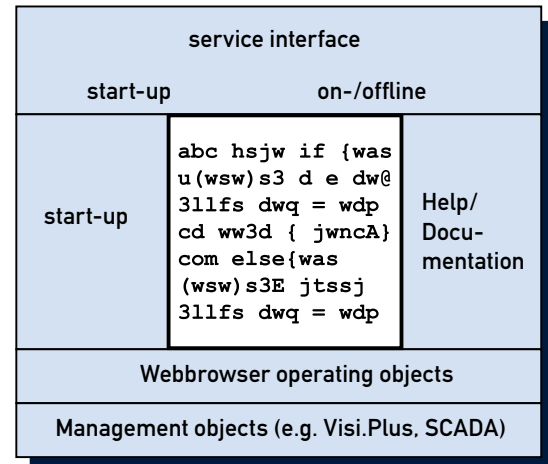 service interface
start-up on-/offline
start-up
abc hsjw if {was
u(wsw)s3 d e dw@
3llfs dwq = wdp
cd ww3d { jwncA}
com else{was
(wsw)s3E jtssj
3llfs dwq = wdp
Help/
Docu-
mentation
Webbrowser operating objects
Management objects (e.g. Visi.Plus, SCADA)